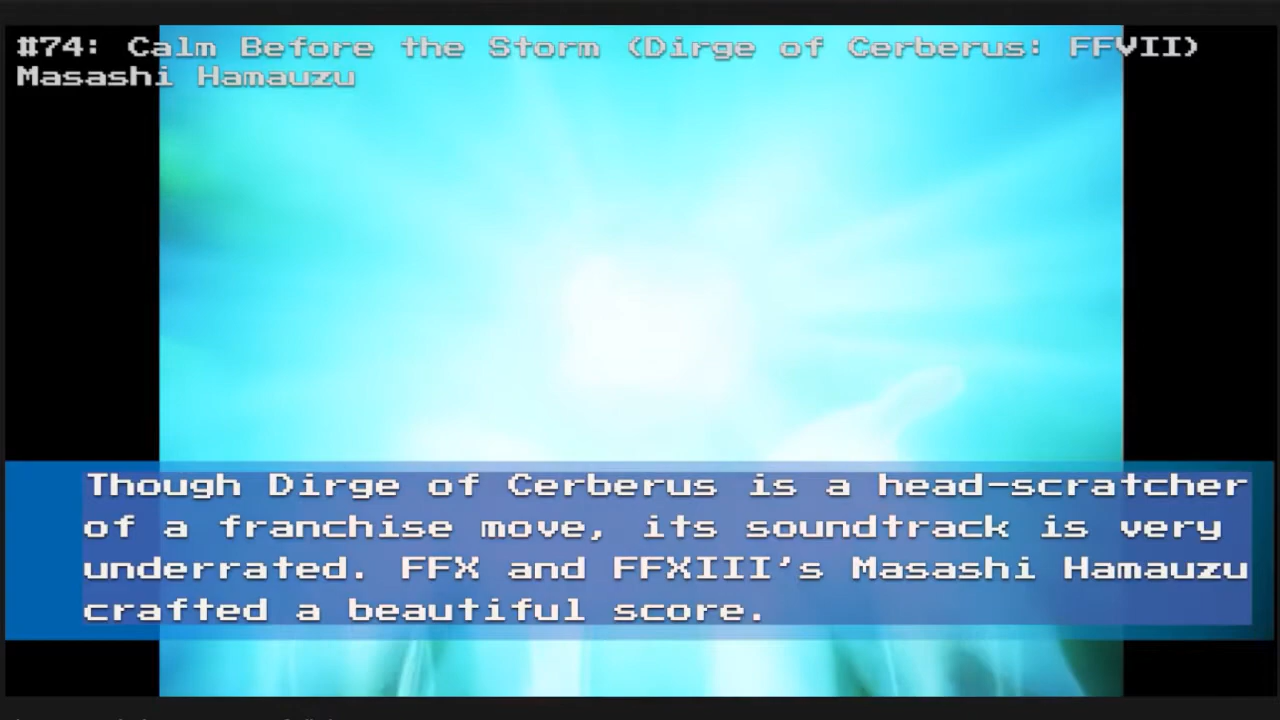 #74: Calm Before the Storm (Dirge of Cerberus: FFVII)
Masashi Hamauzu
Though Dirge of Cerberus is a head-scratcher
of a franchise move, its soundtrack is very
underrated. FFX and FFXIII's Masashi Hamauzu
crafted a beautiful score.